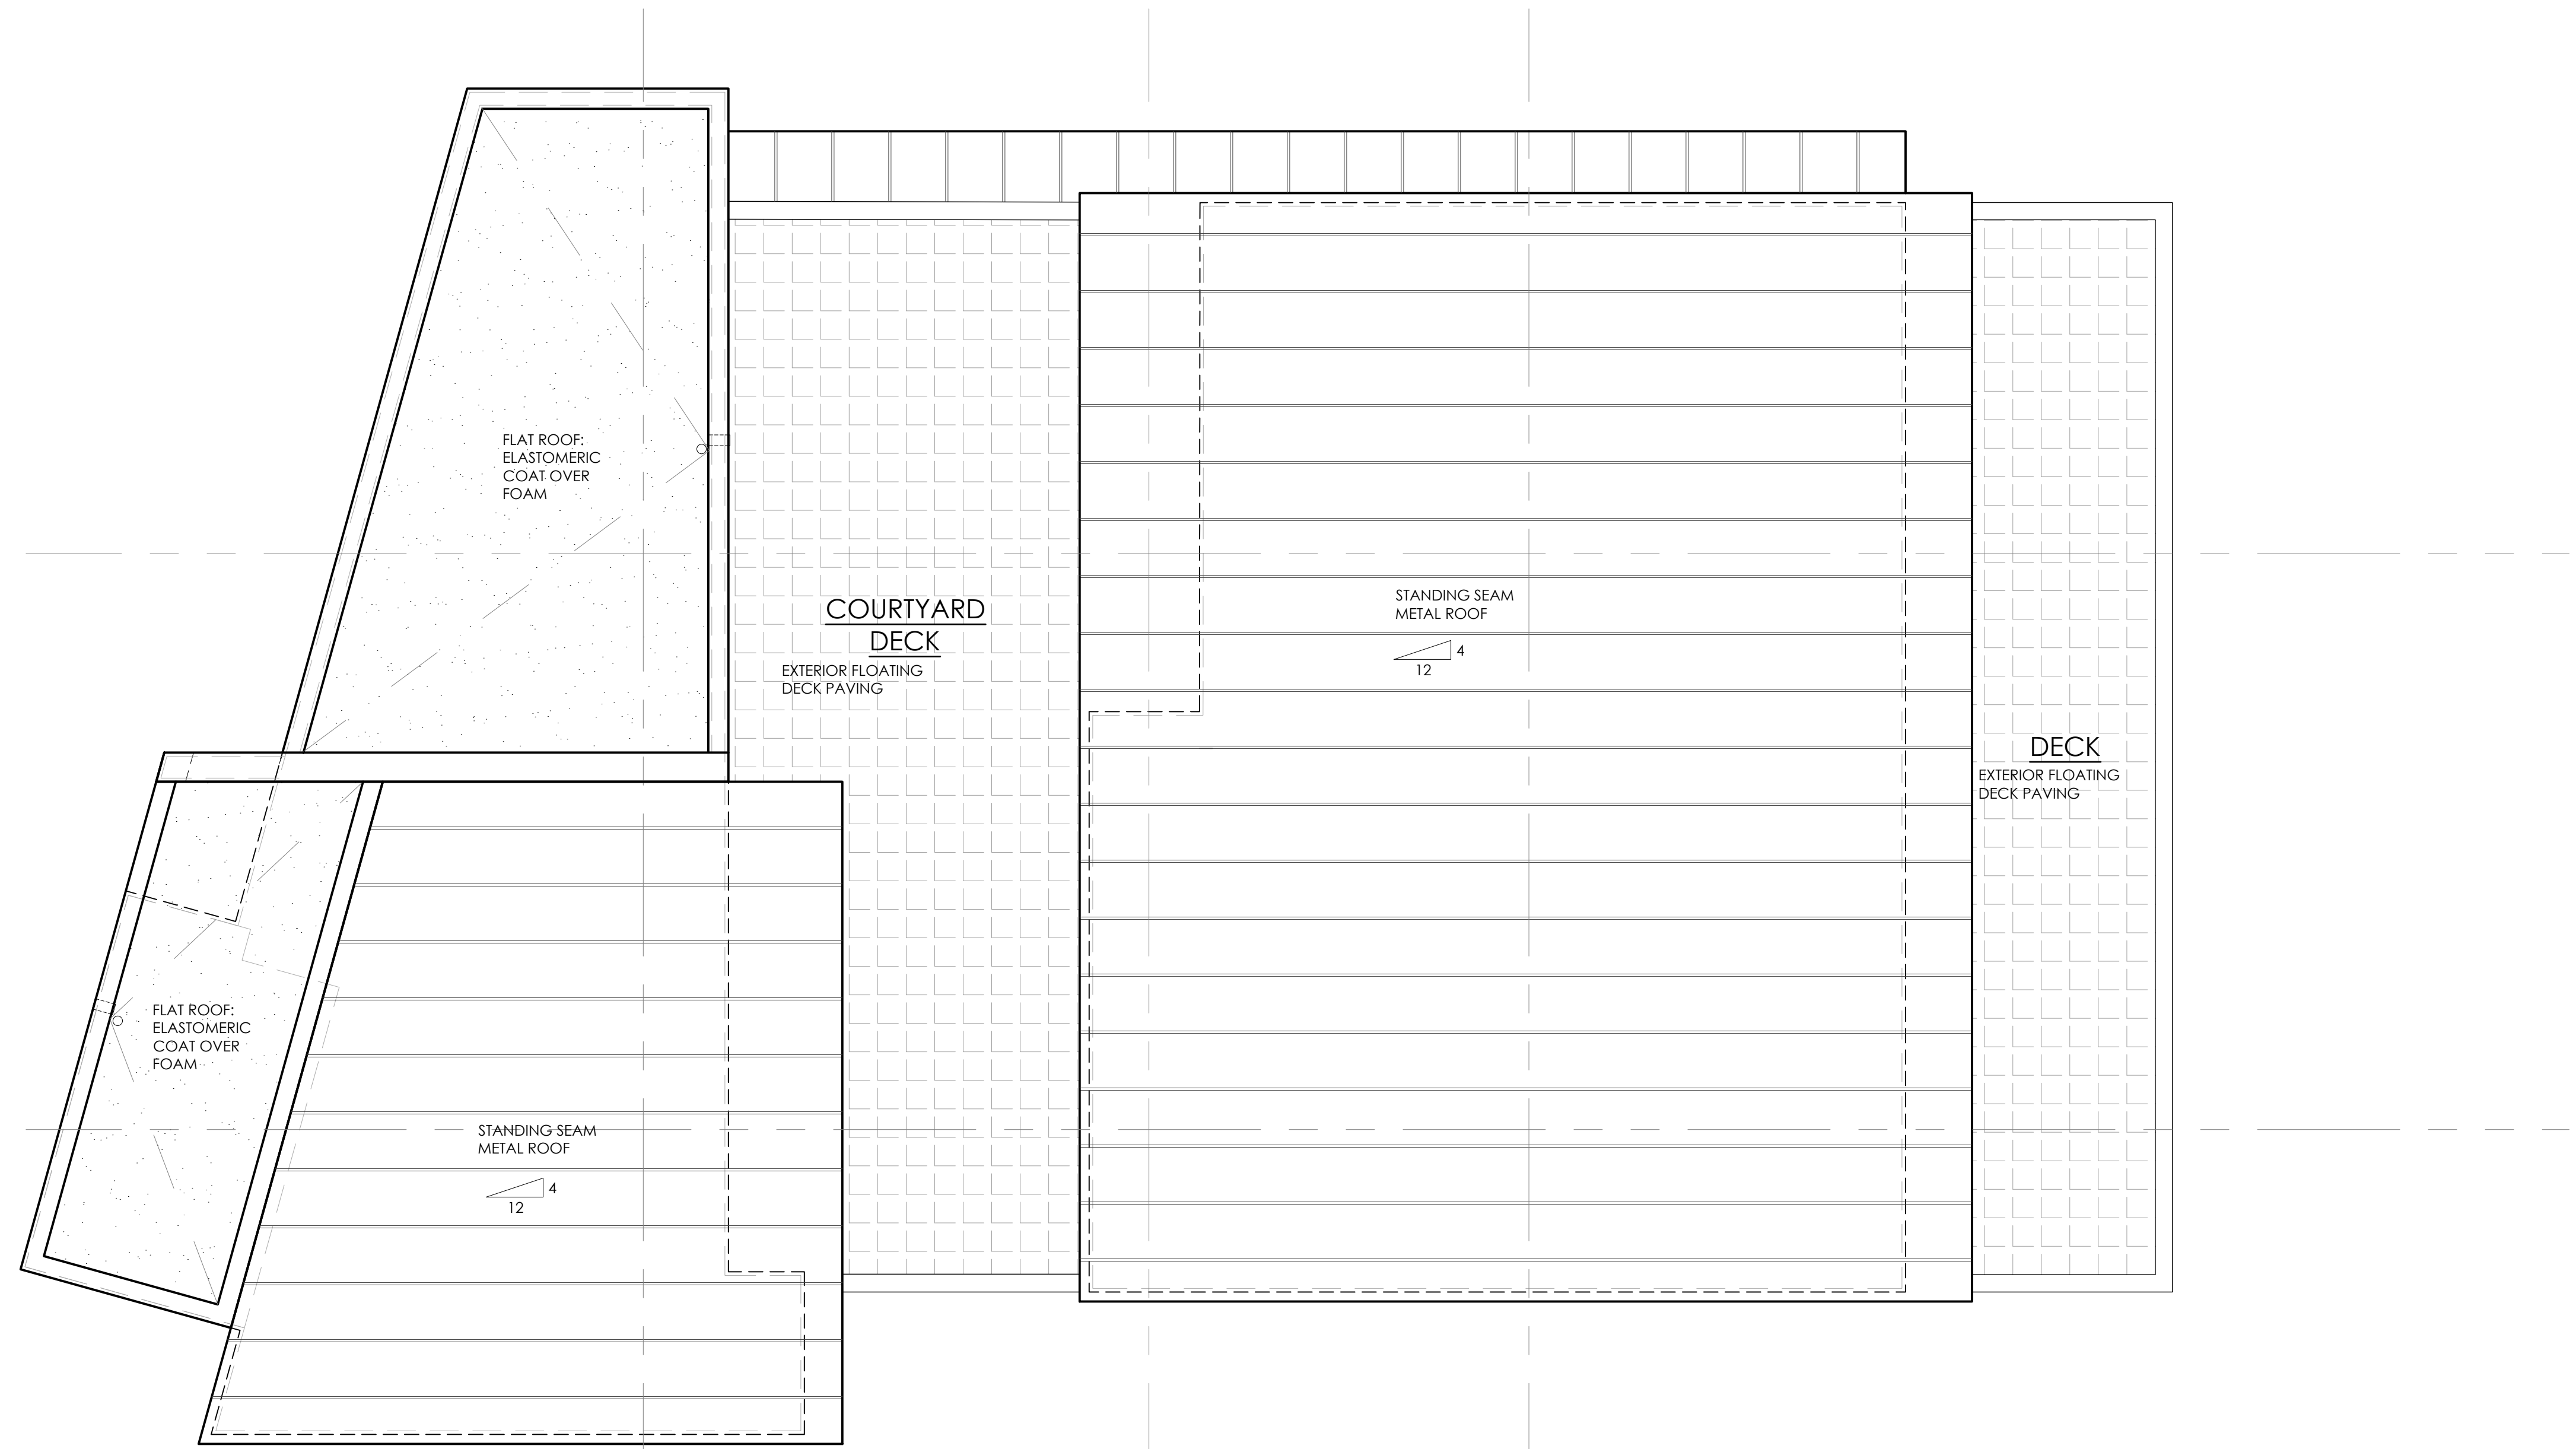 FLAT ROOF:
ELASTOMERIC
COAT OVER
FOAM
COURTYARD
DECK
EXTERIOR FLOATING
DECK PAVING
STANDING SEAM
METAL ROOF
4
12
DECK
EXTERIOR FLOATING
DECK PAVING
FLAT ROOF:
ELASTOMERIC
COAT OVER
FOAM
STANDING SEAM
METAL ROOF
4
12